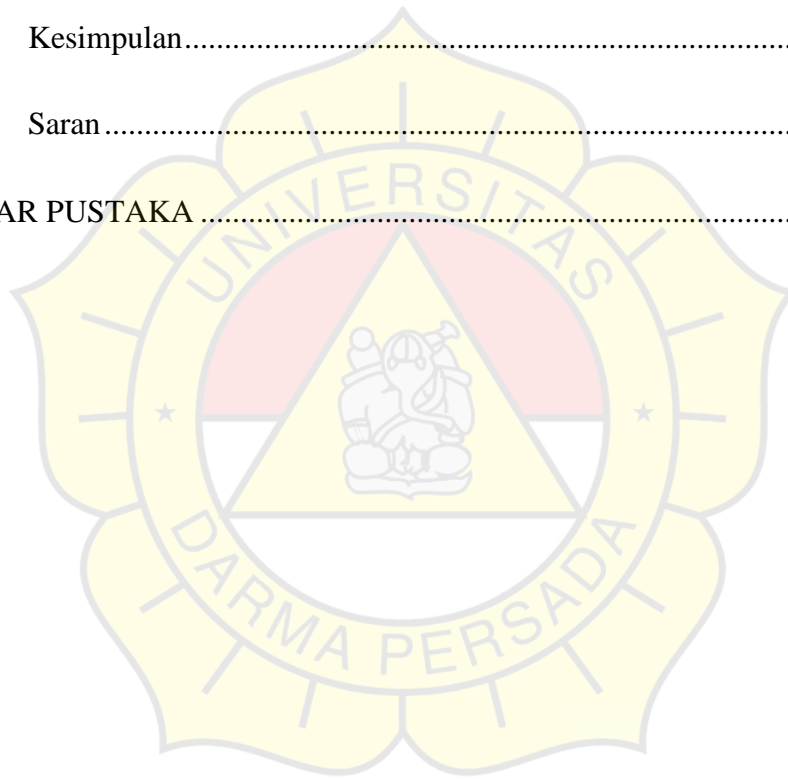 Kesimpulan...........................................................................
Saran .....................................................................................
AR PUSTAKA .........................................................................
UNIVERSITAS
DARMA PERSADA